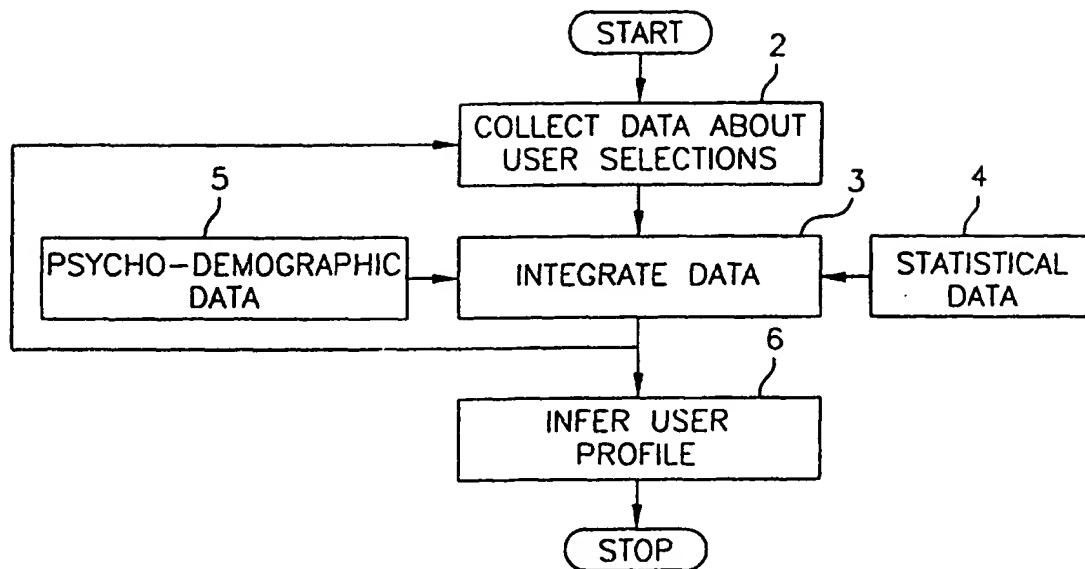 START
2
COLLECT DATA ABOUT
USER SELECTIONS
5
3
4
PSYCHO-DEMOGRAPHIC
DATA
INTEGRATE DATA
STATISTICAL
DATA
6
INFER USER
PROFILE
STOP